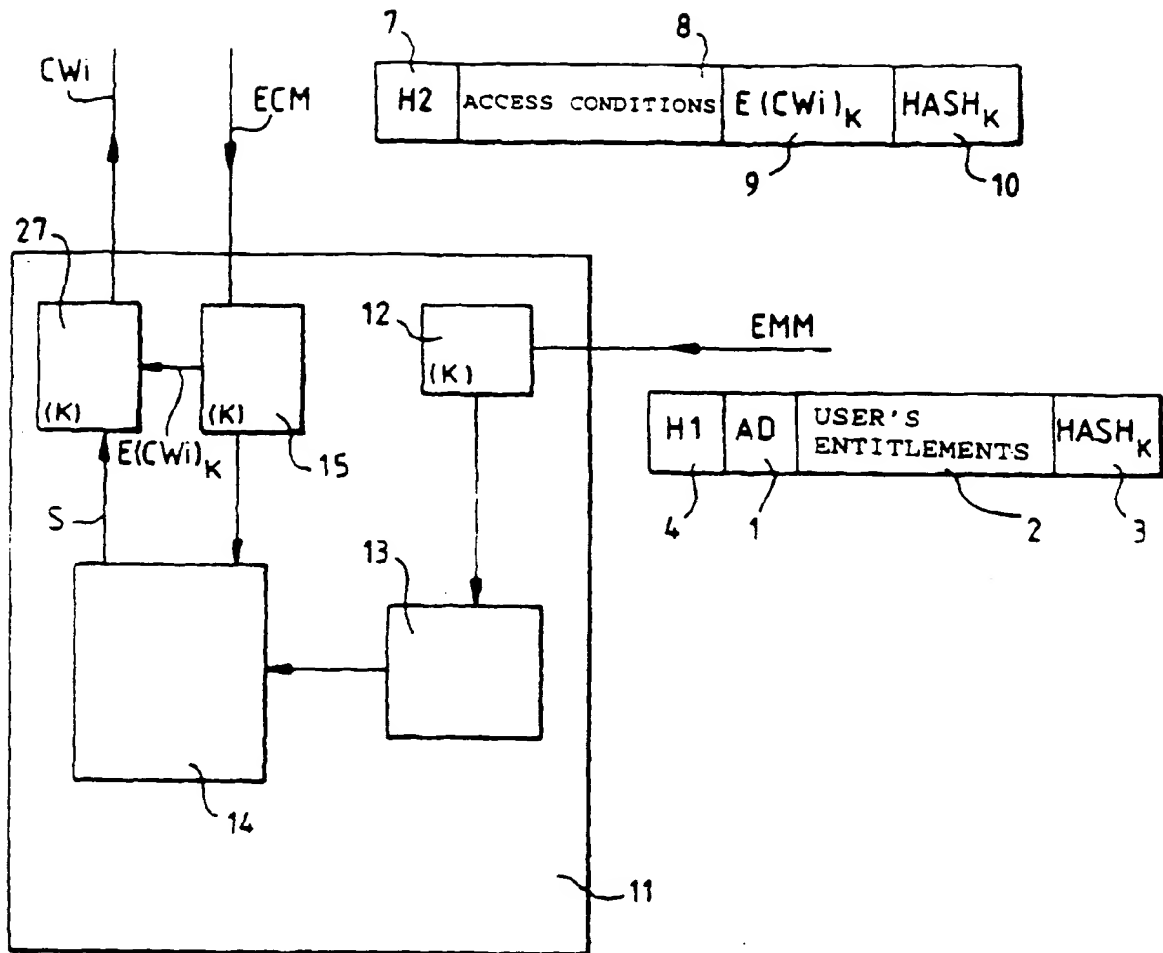 7
8
CWi
ECM
H2 ACCESS CONDITIONS E(CWi)K HASHK
9
10
27
12
EMM
(K)
(K)
(K)
E(CWi)K
15
H1 AD USER'S ENTITLEMENTS HASHK
4
1
2
3
S
13
14
11